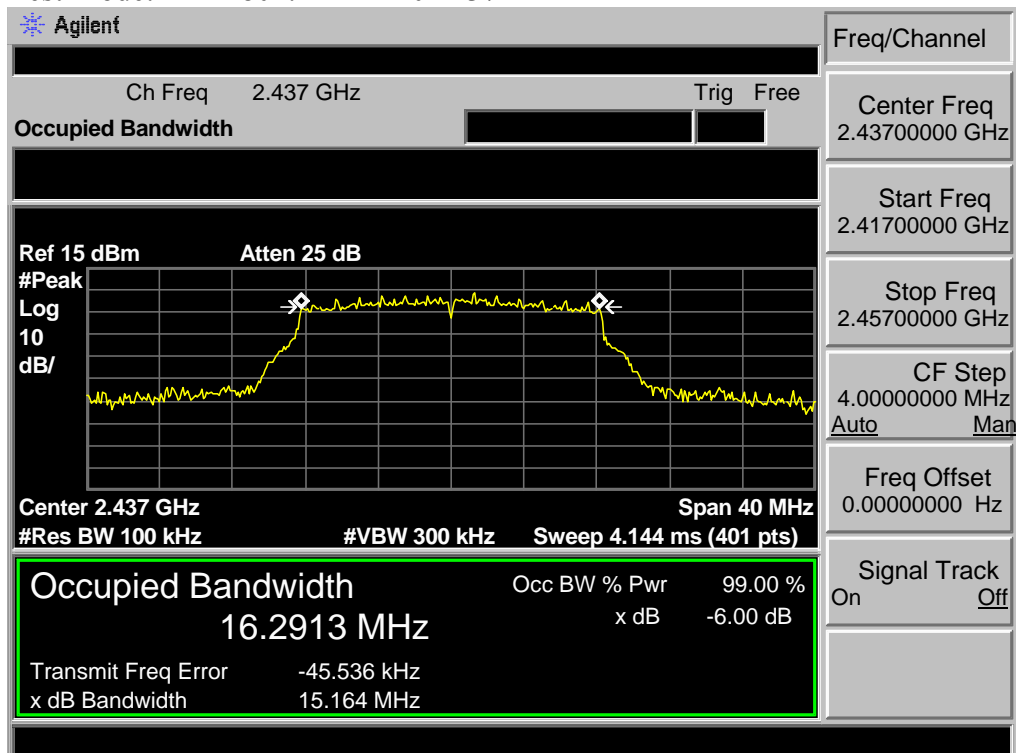 Agilent
Freq/Channel
Ch Freq 2.437 GHz Trig Free
Occupied Bandwidth
Center Freq
2.43700000 GHz
Start Freq
2.41700000 GHz
Stop Freq
2.45700000 GHz
CF Step
4.00000000 MHz
Auto Man
Freq Offset
0.00000000 Hz
Signal Track
On Off
Ref 15 dBm Atten 25 dB
#Peak
Log
10
dB/
Center 2.437 GHz Span 40 MHz
#Res BW 100 kHz #VBW 300 kHz Sweep 4.144 ms (401 pts)
Occupied Bandwidth Occ BW % Pwr 99.00 %
16.2913 MHz x dB -6.00 dB
Transmit Freq Error -45.536 kHz
x dB Bandwidth 15.164 MHz